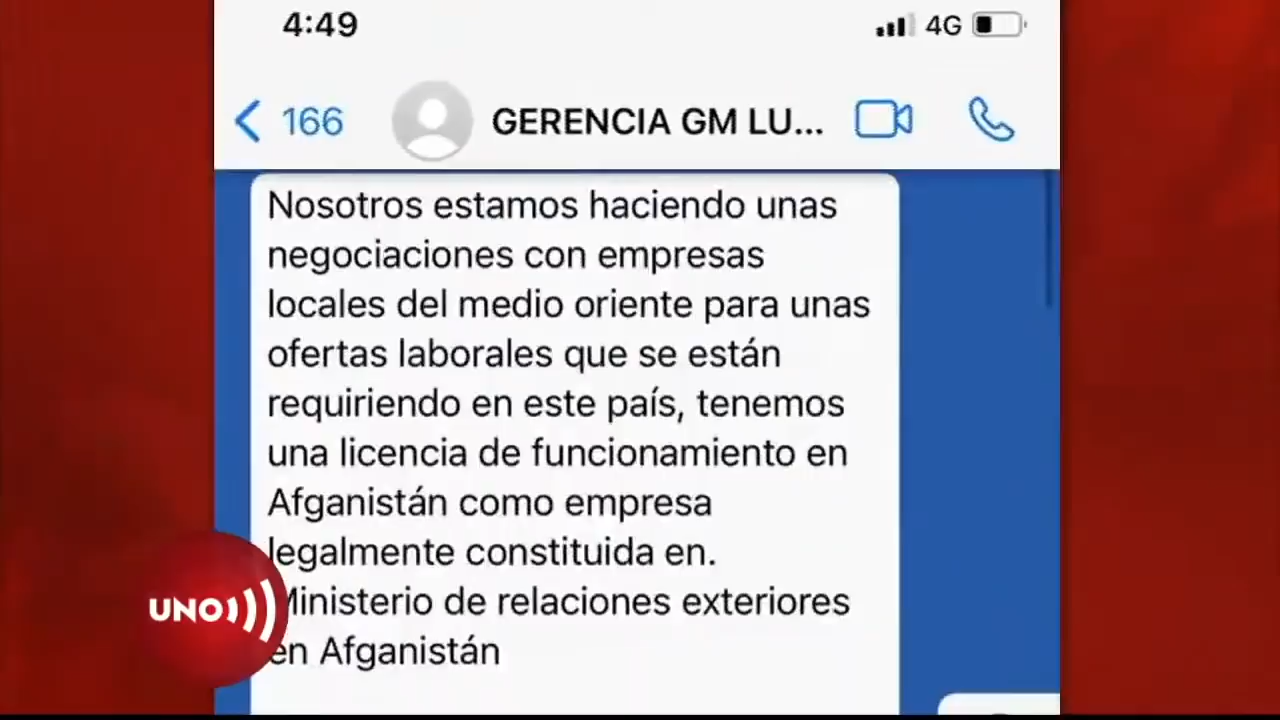 4:49
4G
166
GERENCIA GM LU...
Nosotros estamos haciendo unas
negociaciones con empresas
locales del medio oriente para unas
ofertas laborales que se están
requiriendo en este país, tenemos
una licencia de funcionamiento en
Afganistán como empresa
legalmente constituida en.
Ministerio de relaciones exteriores
en Afganistán
UNO